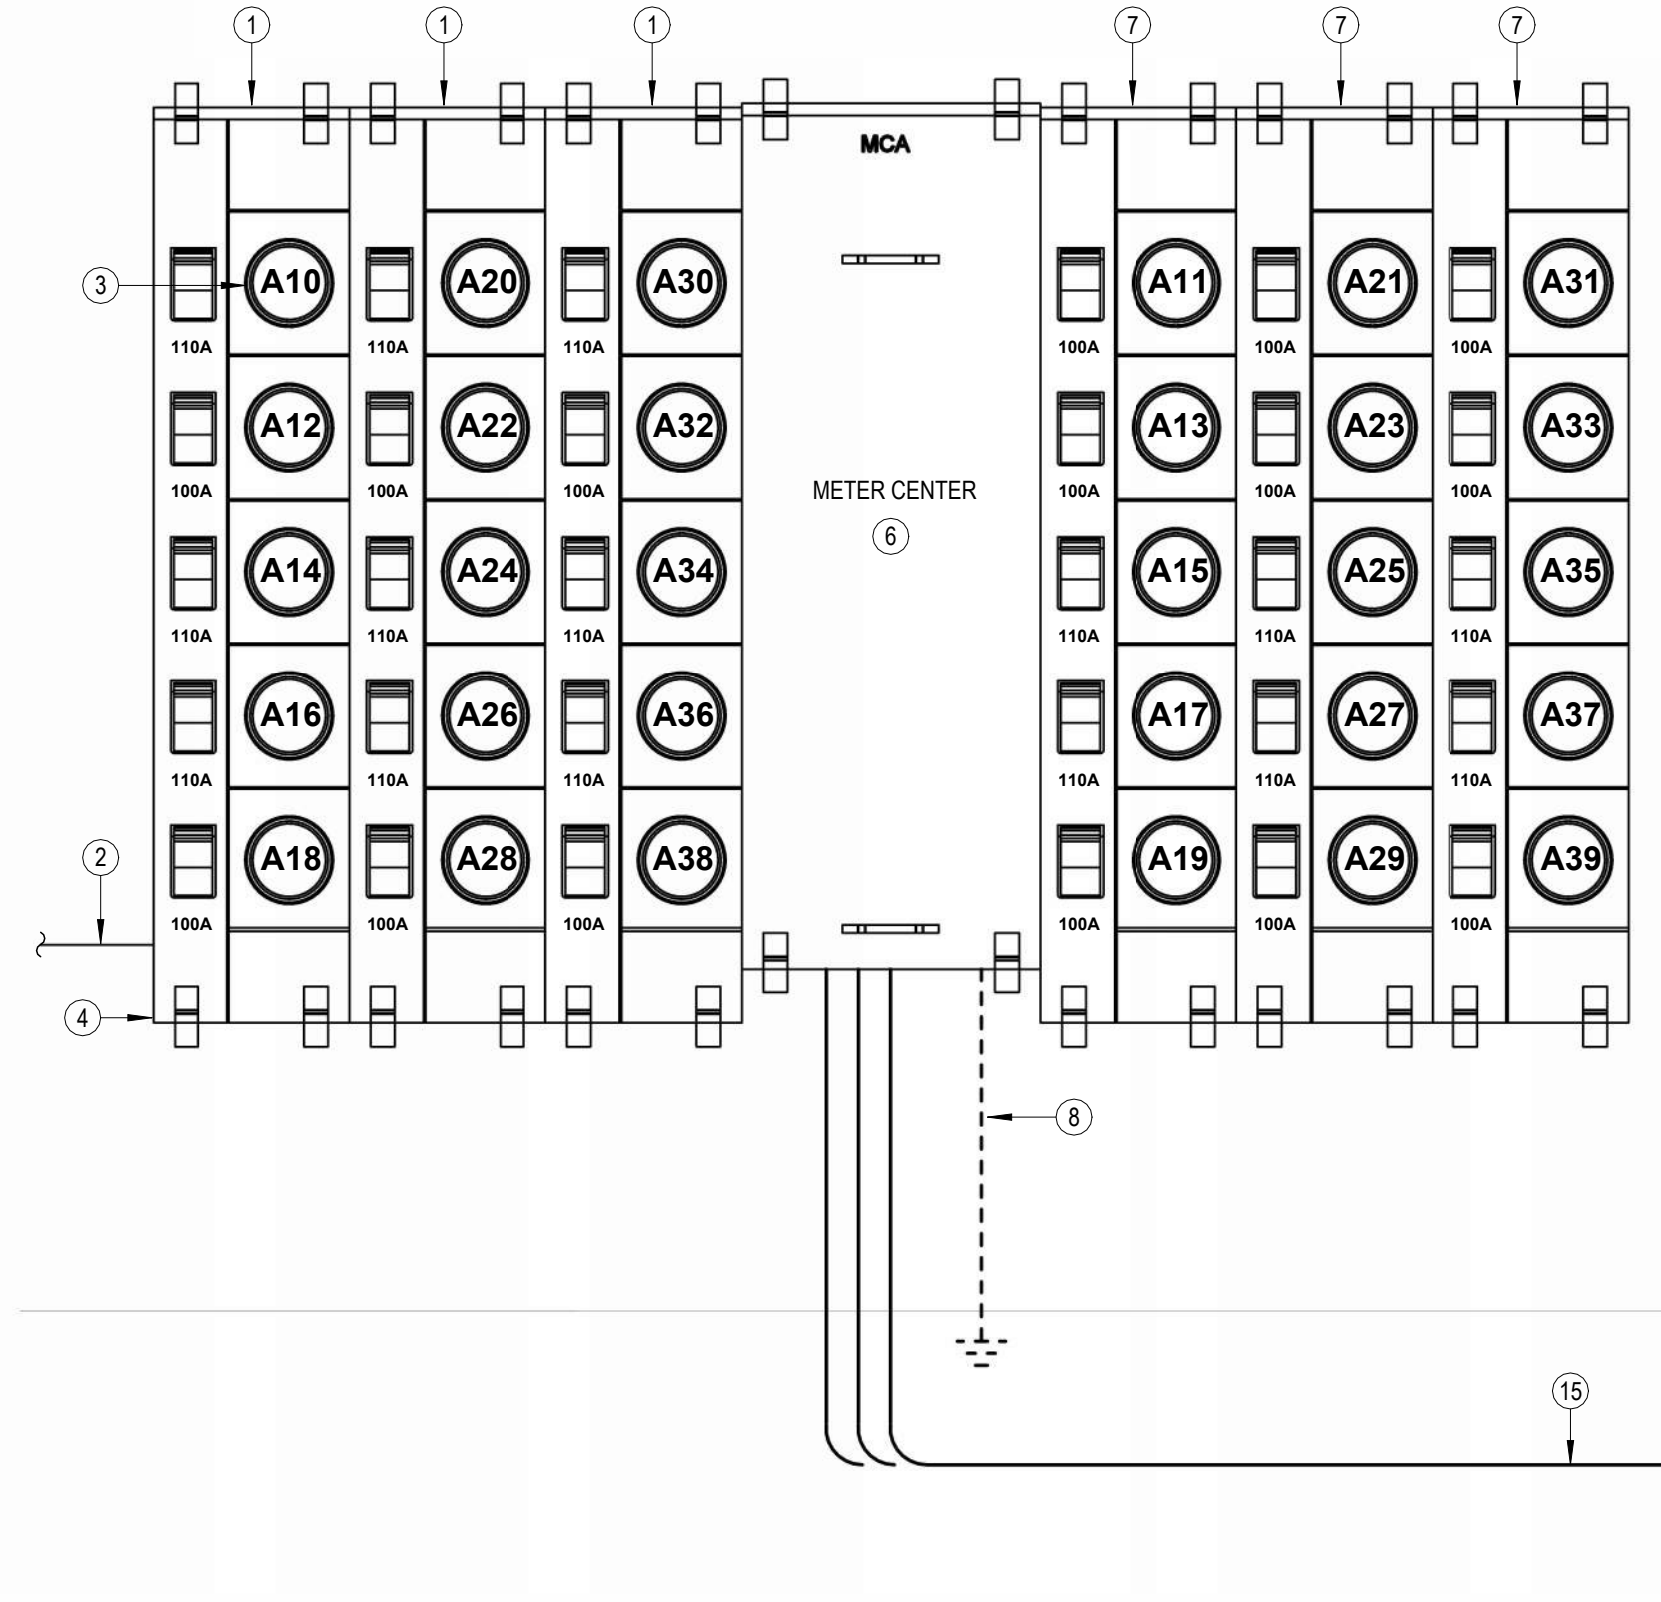 1 1 1 7 7 7
MCA
3 A10 A20 A30 A11 A21 A31
110A 110A 110A 100A 100A 100A
A12 A22 A32 A13 A23 A33
100A 100A 100A 100A 100A 100A
METER CENTER
6
A14 A24 A34 A15 A25 A35
110A 110A 110A 110A 110A 110A
A16 A26 A36 A17 A27 A37
110A 110A 110A 110A 110A 110A
2 A18 A28 A38 A19 A29 A39
100A 100A 100A 100A 100A 100A
4
8
15